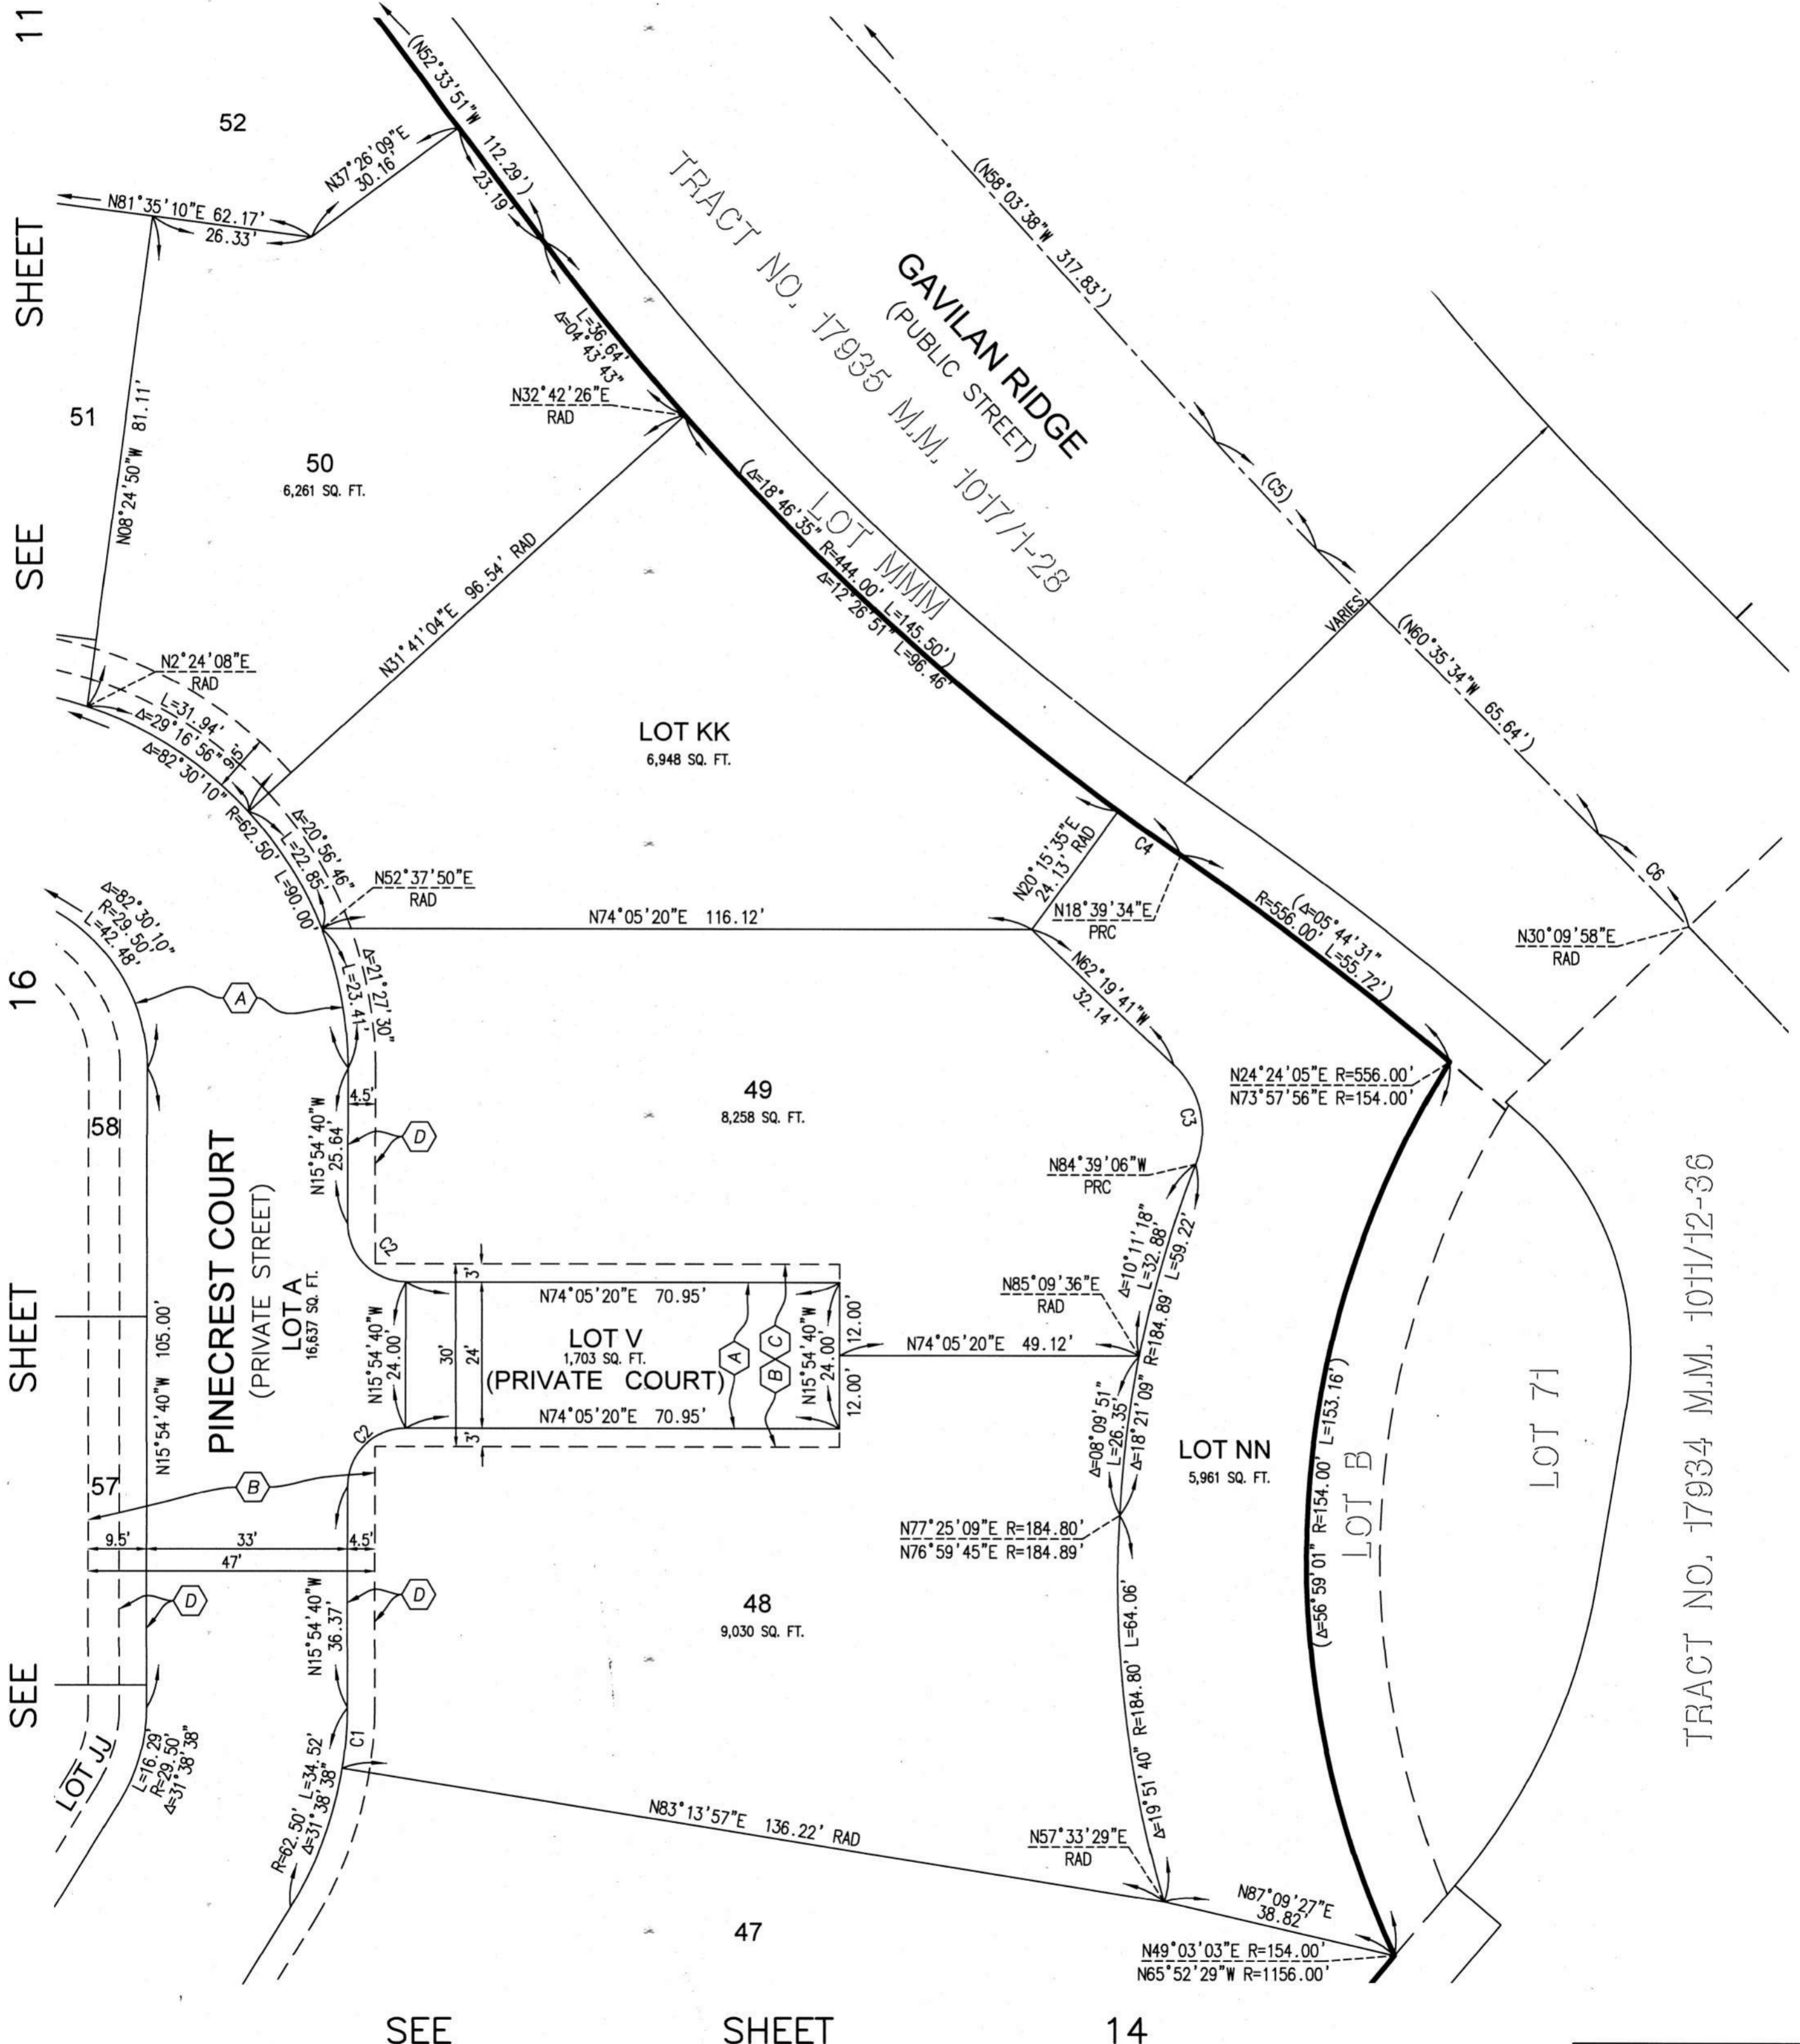 11
SHEET
SEE
16
SHEET
SEE
52
(N52°33'51"W 112.29')
23.19'
N37°26'09"E
30.16'
N81°35'10"E 62.17'
26.33'
51
N08°24'50"W 81.11'
50
6,261 SQ. FT.
L=36.64'
Δ=04°43'43"
N32°42'26"E
RAD
N31°41'04"E 96.54' RAD
TRACT NO. 17935 M.M. 1017/1-28
GAVILAN RIDGE
(PUBLIC STREET)
(N58°03'38"W 317.83')
(C5)
VARIES
(N60°35'34"W 65.64')
C6
N30°09'58"E
RAD
LOT MMM
(Δ=18°46'35" R=444.00' L=145.50')
Δ=12°26'51" L=96.46'
N2°24'08"E
RAD
L=31.94'
Δ=29°16'56"
9.5'
Δ=82°30'10" R=62.50' L=90.00'
Δ=20°56'46"
L=22.85'
N52°37'50"E
RAD
LOT KK
6,948 SQ. FT.
N20°15'35"E
24.13' RAD
C4
N18°39'34"E
PRC
(Δ=05°44'31"
R=556.00' L=55.72')
N74°05'20"E 116.12'
N62°19'41"W
32.14'
N24°24'05"E R=556.00'
N73°57'56"E R=154.00'
Δ=82°30'10"
R=29.50'
L=42.48'
A
Δ=21°27'30"
L=23.41'
4.5'
N15°54'40"W
25.64'
D
58
PINECREST COURT
(PRIVATE STREET)
LOT A
16,637 SQ. FT.
N15°54'40"W 105.00'
49
8,258 SQ. FT.
C3
N84°39'06"W
PRC
Δ=10°11'18"
L=32.88'
R=184.89' L=59.22'
Δ=18°21'09"
N85°09'36"E
RAD
C2
3'
N74°05'20"E 70.95'
N15°54'40"W
24.00'
30'
24'
LOT V
1,703 SQ. FT.
(PRIVATE COURT)
A
B
C
N15°54'40"W
24.00'
12.00'
12.00'
N74°05'20"E 49.12'
N74°05'20"E 70.95'
3'
C2
57
B
9.5'
33'
4.5'
47'
D
D
N15°54'40"W
36.37'
Δ=08°09'51"
L=26.35'
LOT NN
5,961 SQ. FT.
N77°25'09"E R=184.80'
N76°59'45"E R=184.89'
48
9,030 SQ. FT.
Δ=19°51'40" R=184.80' L=64.06'
(Δ=56°59'01" R=154.00' L=153.16')
LOT B
LOT 71
TRACT NO. 17934 M.M. 1011/12-36
LOT JJ
L=16.29'
R=29.50'
Δ=31°38'38"
R=62.50' L=34.52'
Δ=31°38'38"
C1
N83°13'57"E 136.22' RAD
N57°33'29"E
RAD
N87°09'27"E
38.82'
47
N49°03'03"E R=154.00'
N65°52'29"W R=1156.00'
SEE SHEET 14